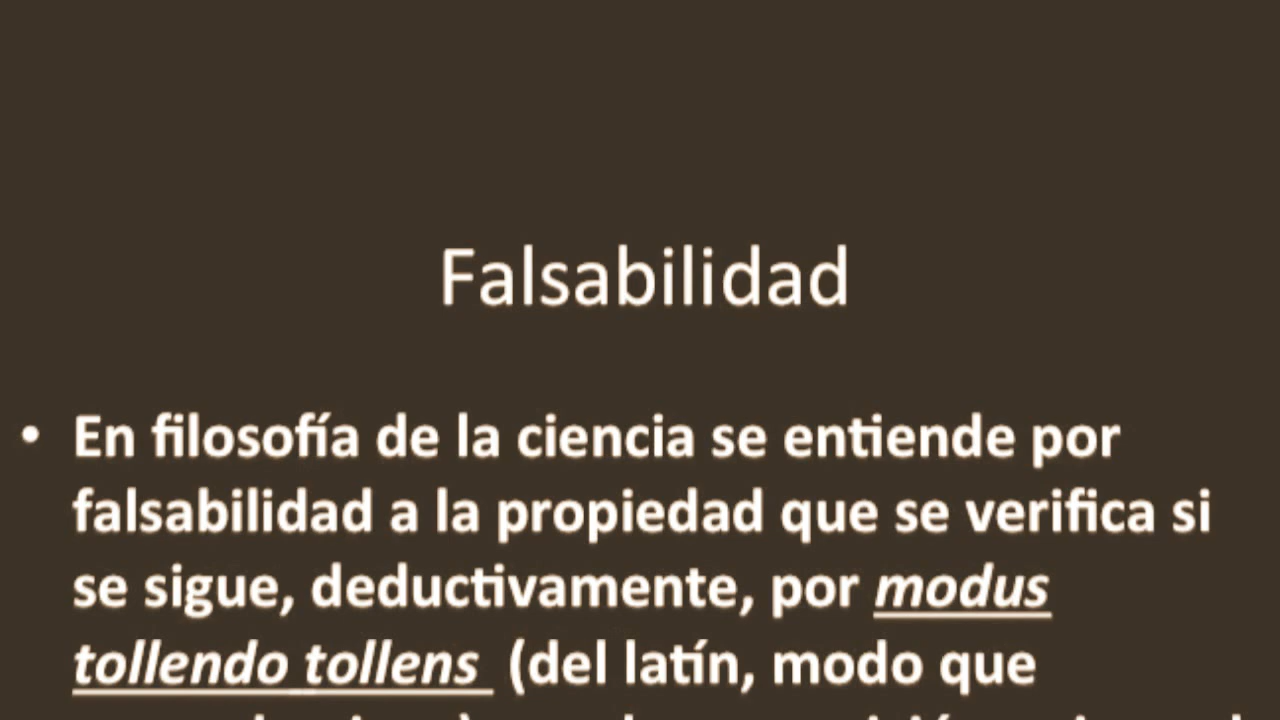 Falsabilidad
• En filosofía de la ciencia se entiende por
falsabilidad a la propiedad que se verifica si
se sigue, deductivamente, por modus
tollendo tollens (del latín, modo que